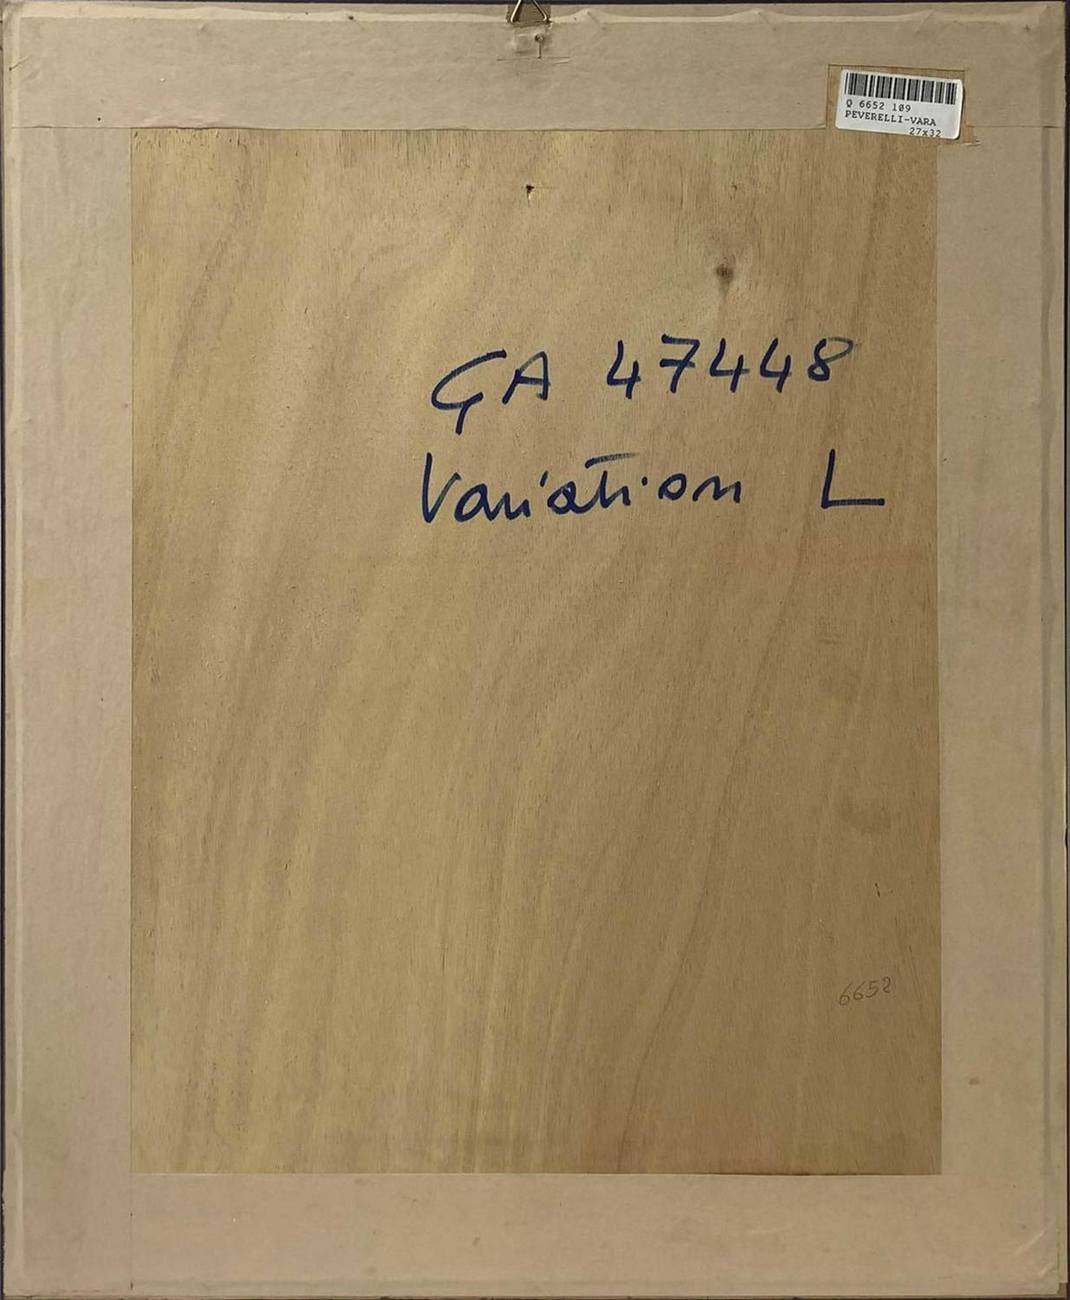 Q 6652 109
PEVERELLI-VARA
27x32
GA 47448
Variation L
6652